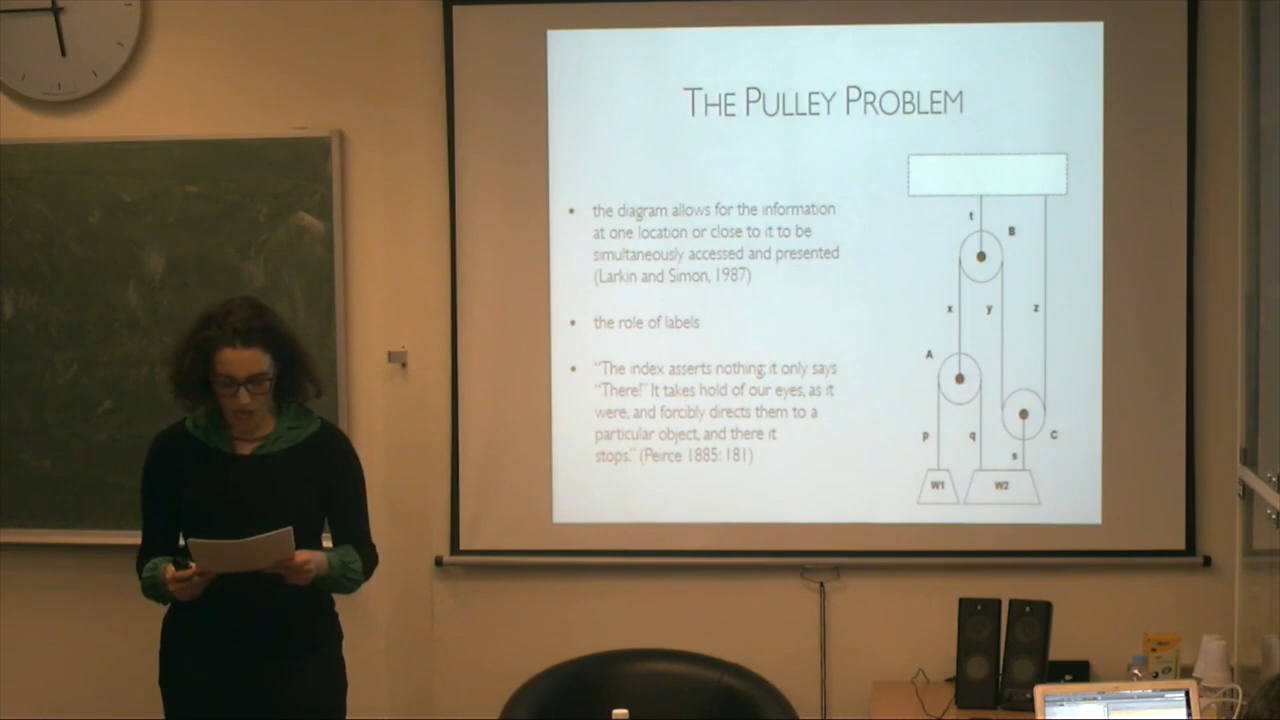 THE PULLEY PROBLEM
• the diagram allows for the information
at one location or close to it to be
simultaneously accessed and presented
(Larkin and Simon, 1987)
• the role of labels
• "The index asserts nothing; it only says
"There!" It takes hold of our eyes, as it
were, and forcibly directs them to a
particular object, and there it
stops." (Peirce 1885: 181)
t
B
x
y
z
A
p
q
C
s
W1
W2